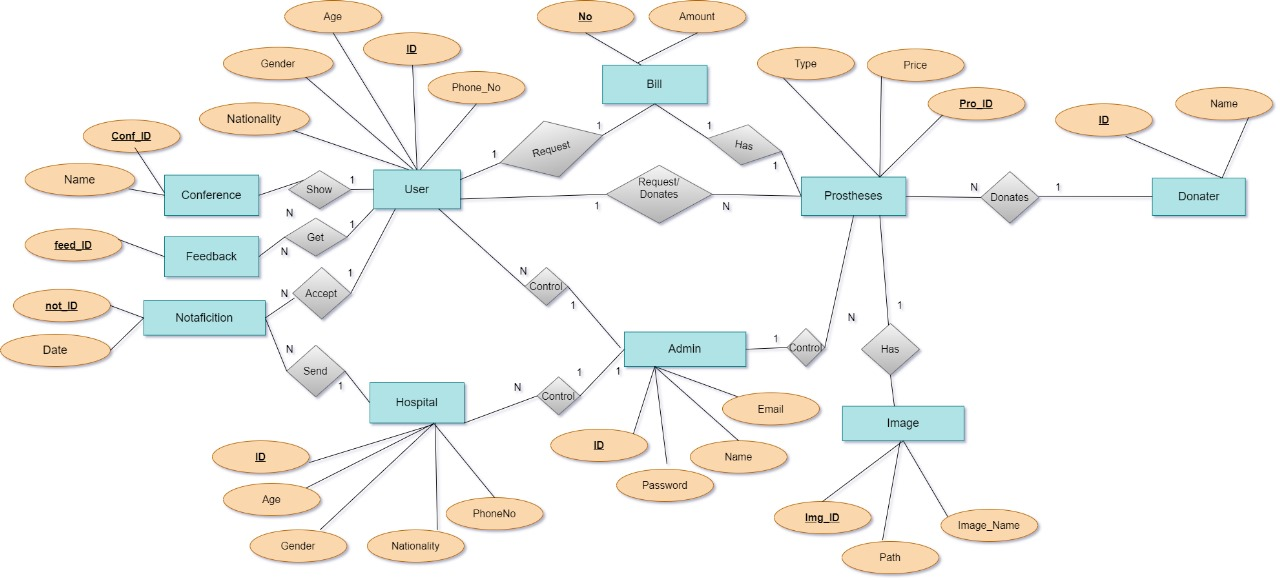 Age
No
Amount
ID
Gender
Type
Price
Bill
Phone_No
Pro_ID
Name
Nationality
ID
Conf_ID
1
1
Request
Has
1
1
Name
Conference
Show
1
User
Request/
Donates
Prostheses
N
Donates
1
Donater
1
N
N
1
Get
feed_ID
Feedback
N
1
N
Control
1
not_ID
Notaficition
N
Accept
1
N
1
Date
N
Send
1
Admin
1
Control
Has
1
1
N
Control
Hospital
Email
Image
ID
ID
Name
Age
Password
PhoneNo
Img_ID
Image_Name
Gender
Nationality
Path